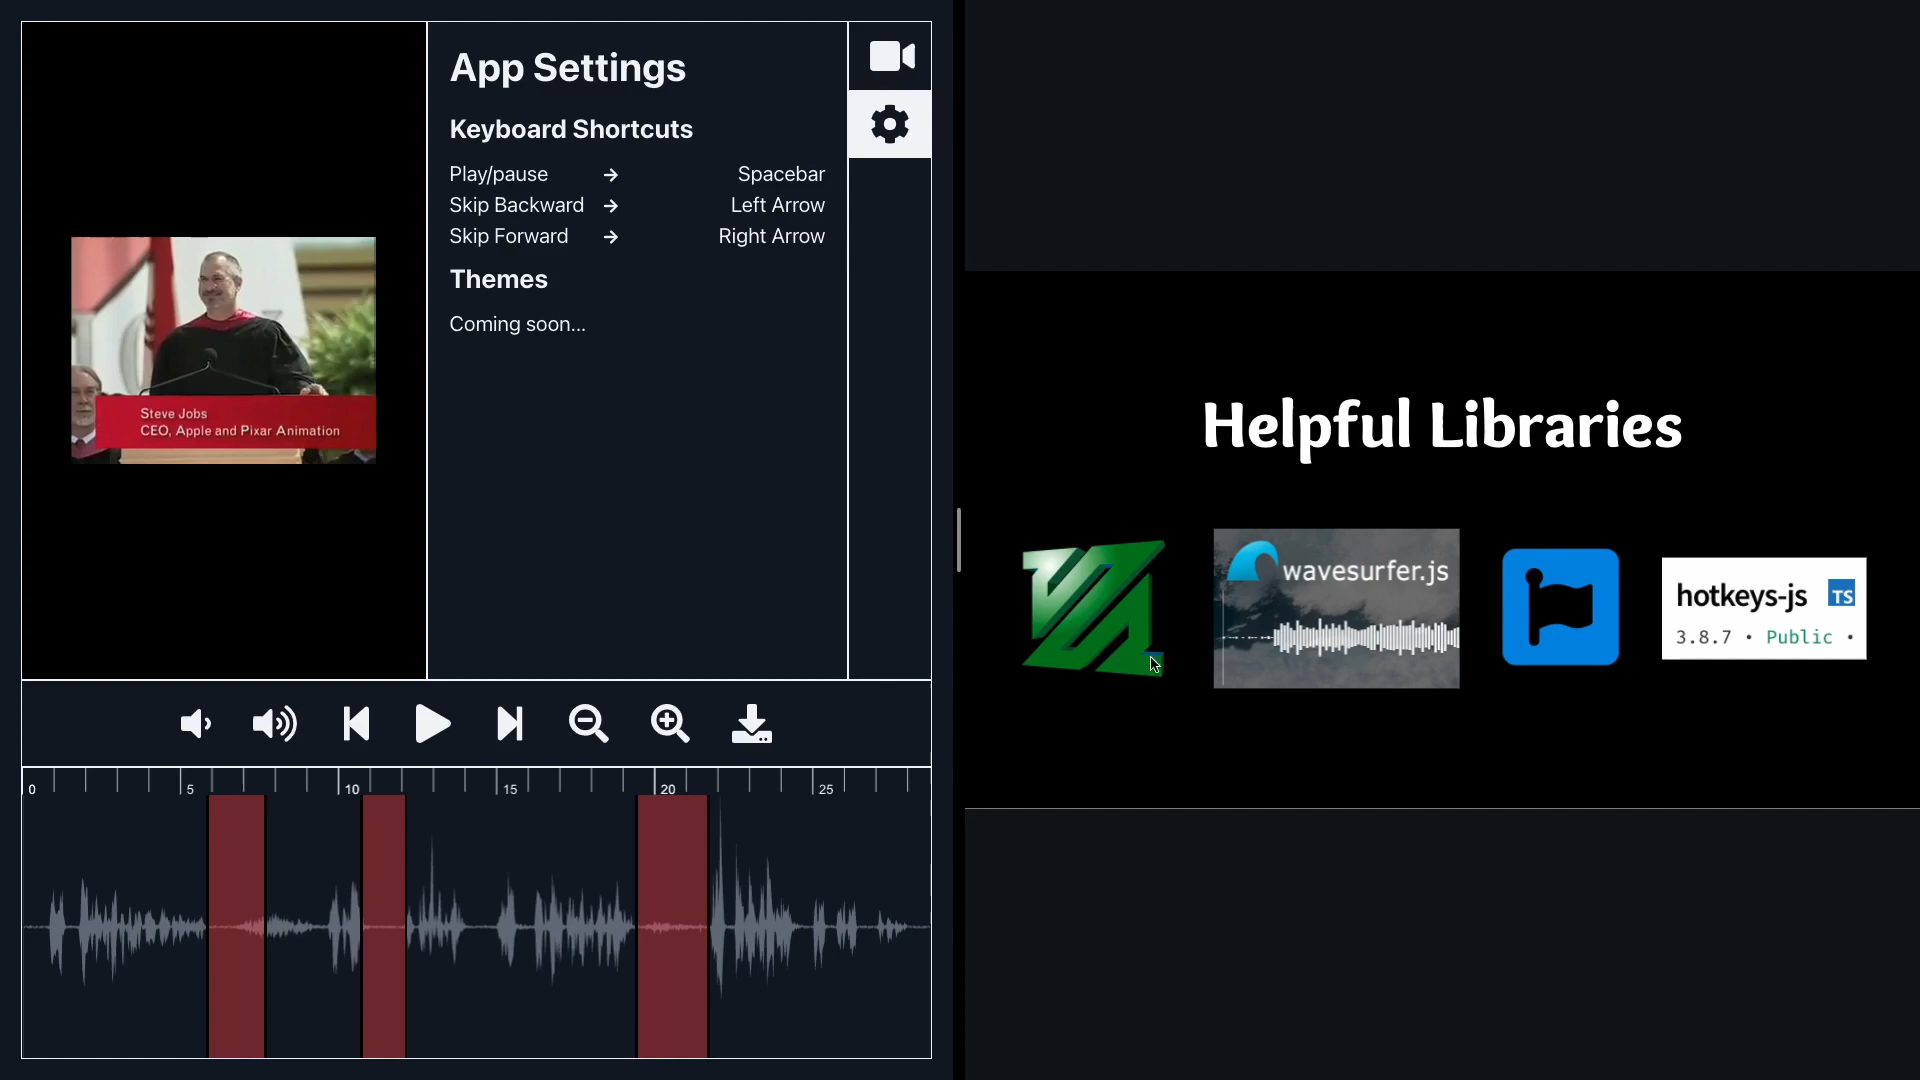 App Settings
Keyboard Shortcuts
Play/pause → Spacebar
Skip Backward → Left Arrow
Skip Forward → Right Arrow
Themes
Coming soon...
Steve Jobs
CEO, Apple and Pixar Animation
0 5 10 15 20 25
Helpful Libraries
wavesurfer.js
hotkeys-js TS
3.8.7 • Public •